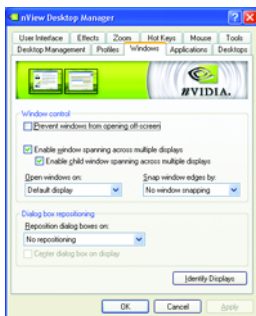 nView Desktop Manager
User Interface Effects Zoom Hot Keys Mouse Tools
Desktop Management Profiles Windows Applications Desktops
NVIDIA.
Window control
Prevent windows from opening off-screen
Enable window spanning across multiple displays
Enable child window spanning across multiple displays
Open windows on: Snap window edges by:
Default display No window snapping
Dialog box repositioning
Reposition dialog boxes on:
No repositioning
Center dialog box on display
Identify Displays
OK Cancel Apply